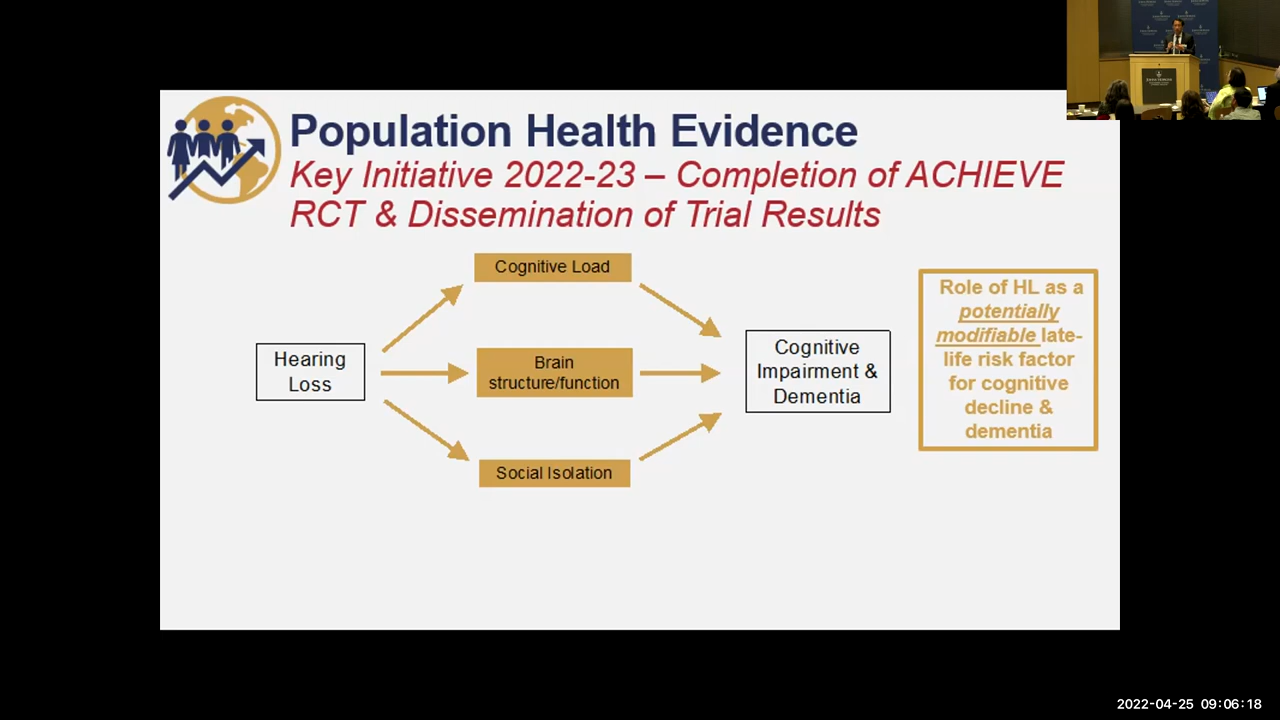 Population Health Evidence
Key Initiative 2022-23 – Completion of ACHIEVE
RCT & Dissemination of Trial Results
Cognitive Load
Hearing
Loss
Brain
structure/function
Social Isolation
Cognitive
Impairment &
Dementia
Role of HL as a
potentially
modifiable late-
life risk factor
for cognitive
decline &
dementia
2022-04-25 09:06:18